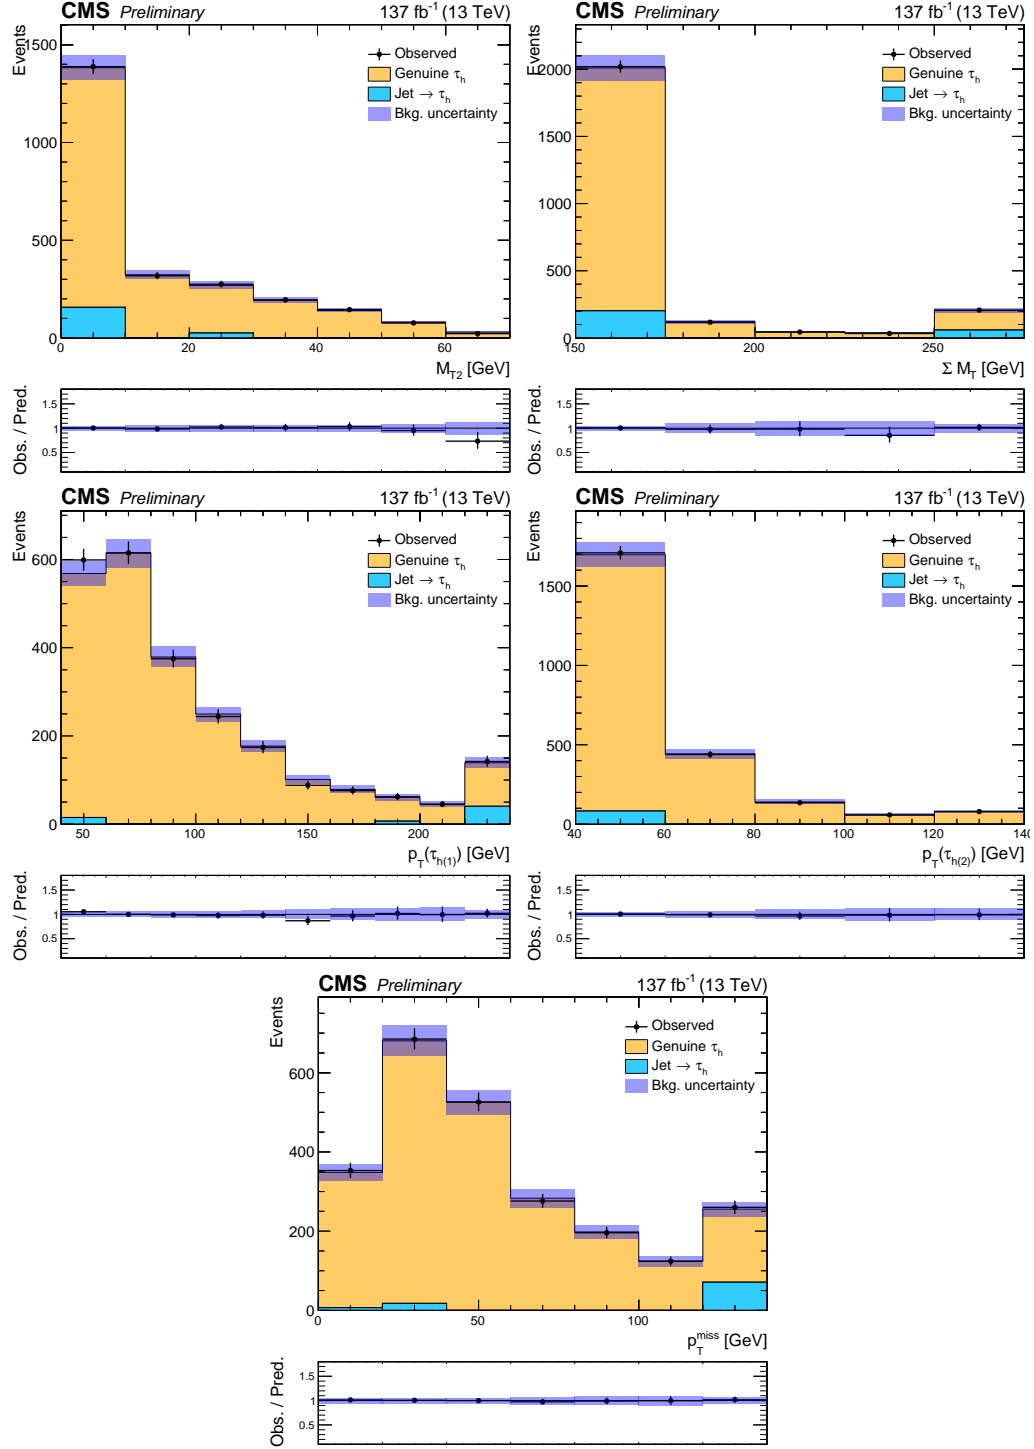 CMS Preliminary 137 fb⁻¹ (13 TeV)
Events
1500
1000
500
0
Observed
Genuine τₕ
Jet → τₕ
Bkg. uncertainty
0 20 40 60
M_T2 [GeV]
Obs. / Pred.
1.5
1
0.5
CMS Preliminary 137 fb⁻¹ (13 TeV)
Events
2000
1500
1000
500
0
Observed
Genuine τₕ
Jet → τₕ
Bkg. uncertainty
150 200 250
Σ M_T [GeV]
Obs. / Pred.
1.5
1
0.5
CMS Preliminary 137 fb⁻¹ (13 TeV)
Events
600
400
200
0
Observed
Genuine τₕ
Jet → τₕ
Bkg. uncertainty
50 100 150 200
p_T(τ_h(1)) [GeV]
Obs. / Pred.
1.5
1
0.5
CMS Preliminary 137 fb⁻¹ (13 TeV)
Events
1500
1000
500
0
Observed
Genuine τₕ
Jet → τₕ
Bkg. uncertainty
40 60 80 100 120 140
p_T(τ_h(2)) [GeV]
Obs. / Pred.
1.5
1
0.5
CMS Preliminary 137 fb⁻¹ (13 TeV)
Events
600
400
200
0
Observed
Genuine τₕ
Jet → τₕ
Bkg. uncertainty
0 50 100
p_T^miss [GeV]
Obs. / Pred.
1.5
1
0.5